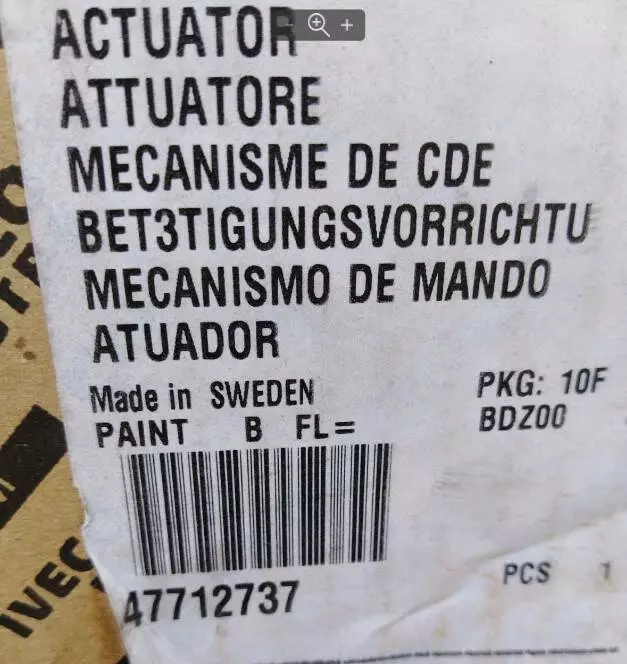 ACTUATOR
ATTUATORE
MECANISME DE CDE
BET3TIGUNGSVORRICHTU
MECANISMO DE MANDO
ATUADOR
Made in SWEDEN
PKG: 10F
PAINT B FL=
BDZ00
47712737
PCS 1